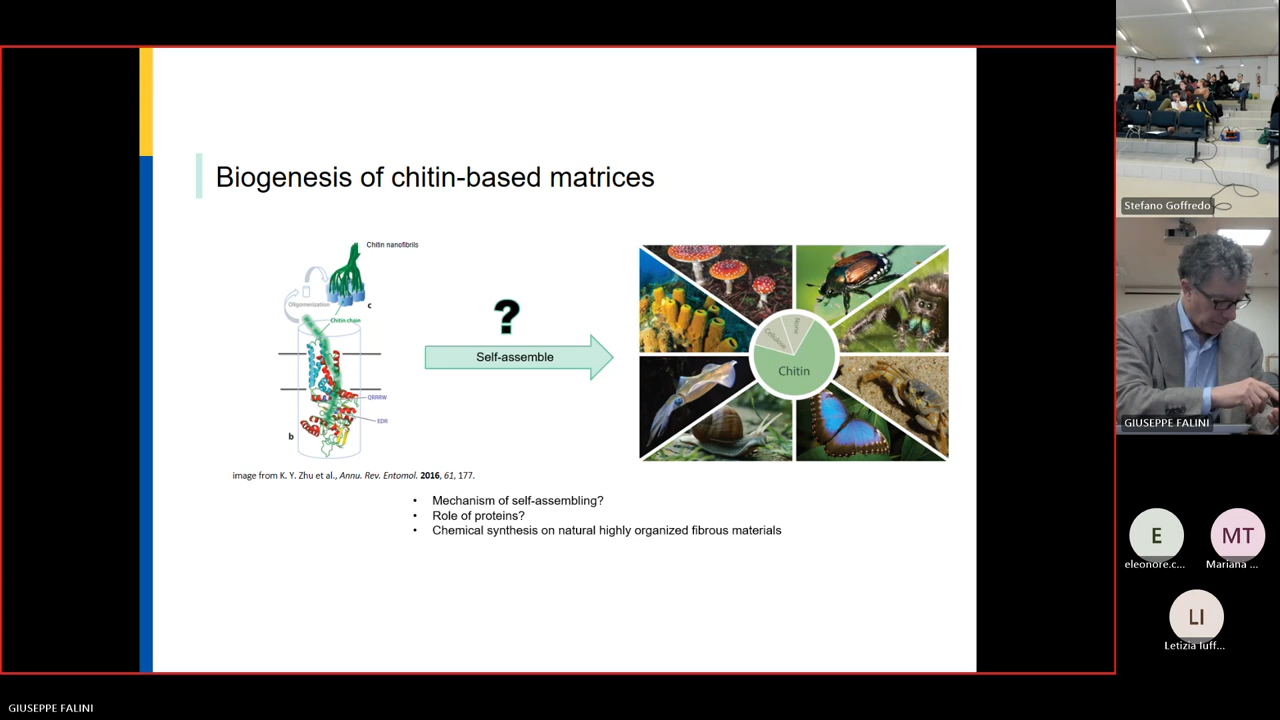 Biogenesis of chitin-based matrices
Chitin nanofibrils
Oligomerization
c
Chitin chain
QRRRW
EDR
b
?
Self-assemble
Cellulose
None
Chitin
image from K. Y. Zhu et al., Annu. Rev. Entomol. 2016, 61, 177.
• Mechanism of self-assembling?
• Role of proteins?
• Chemical synthesis on natural highly organized fibrous materials
Stefano Goffredo
GIUSEPPE FALINI
E
eleonore.c...
MT
Mariana ...
LI
Letizia Iuff...
GIUSEPPE FALINI